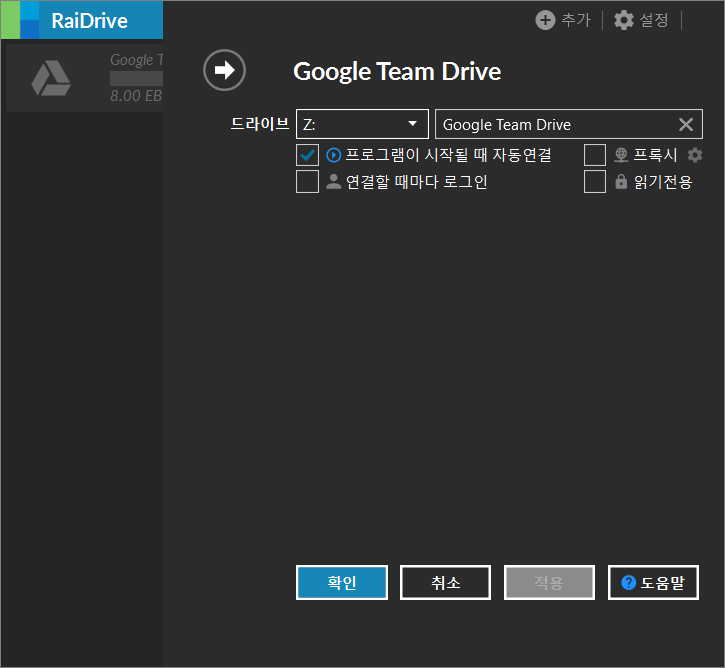 RaiDrive
추가
설정
Google T
8.00 EB
Google Team Drive
드라이브 Z: Google Team Drive
프로그램이 시작될 때 자동연결 프록시
연결할 때마다 로그인 읽기전용
확인 취소 적용 도움말